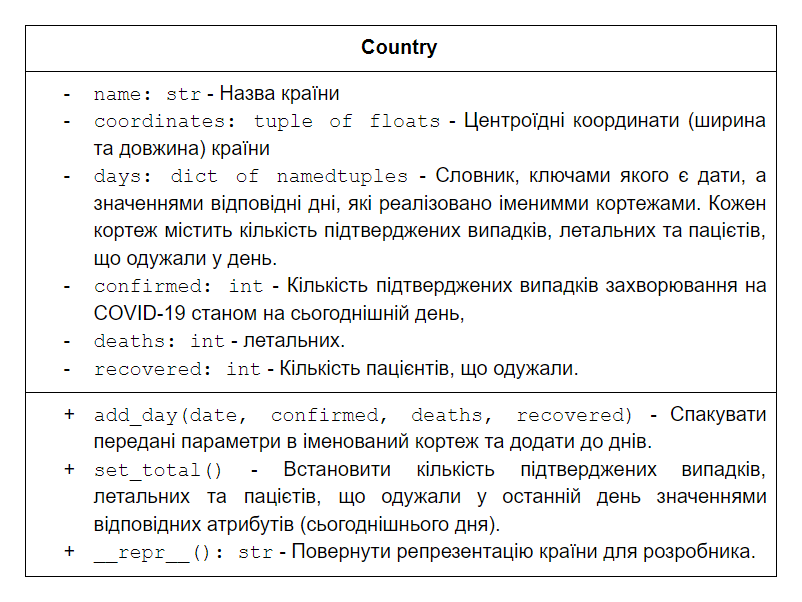 Country
- name: str - Назва країни
- coordinates: tuple of floats - Центроїдні координати (ширина
та довжина) країни
- days: dict of namedtuples - Словник, ключами якого є дати, а
значеннями відповідні дні, які реалізовано іменимми кортежами. Кожен
кортеж містить кількість підтверджених випадків, летальних та пацієтів,
що одужали у день.
- confirmed: int - Кількість підтверджених випадків захворювання на
COVID-19 станом на сьогоднішній день,
- deaths: int - летальних.
- recovered: int - Кількість пацієнтів, що одужали.
+ add_day(date, confirmed, deaths, recovered) - Спакувати
передані параметри в іменований кортеж та додати до днів.
+ set_total() - Встановити кількість підтверджених випадків,
летальних та пацієтів, що одужали у останній день значеннями
відповідних атрибутів (сьогоднішнього дня).
+ __repr__(): str - Повернути репрезентацію країни для розробника.